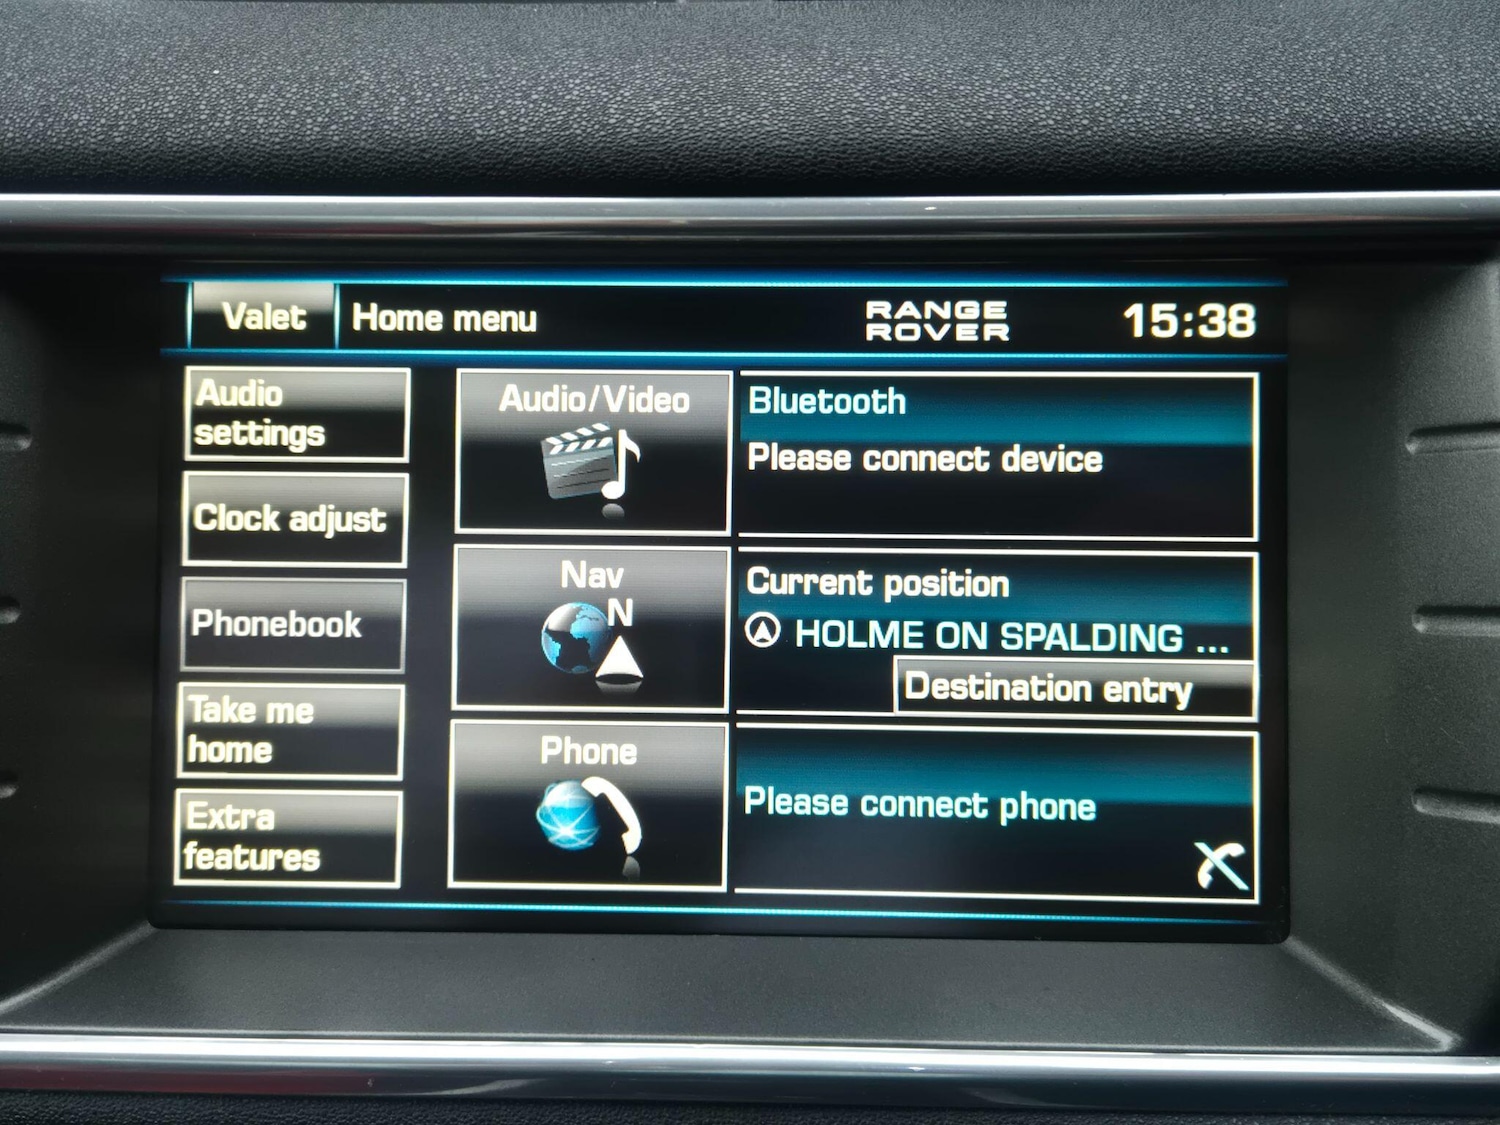 Valet
Home menu
RANGE
ROVER
15:38
Audio
settings
Clock adjust
Phonebook
Take me
home
Extra
features
Audio/Video
Nav
N
Phone
Bluetooth
Please connect device
Current position
HOLME ON SPALDING ...
Destination entry
Please connect phone